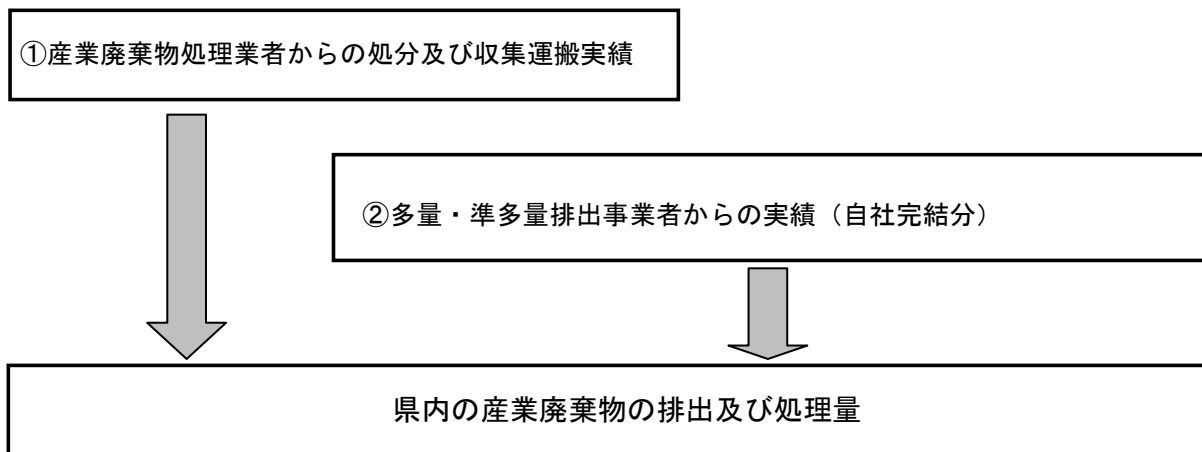 ①産業廃棄物処理業者からの処分及び収集運搬実績
②多量・準多量排出事業者からの実績（自社完結分）
県内の産業廃棄物の排出及び処理量